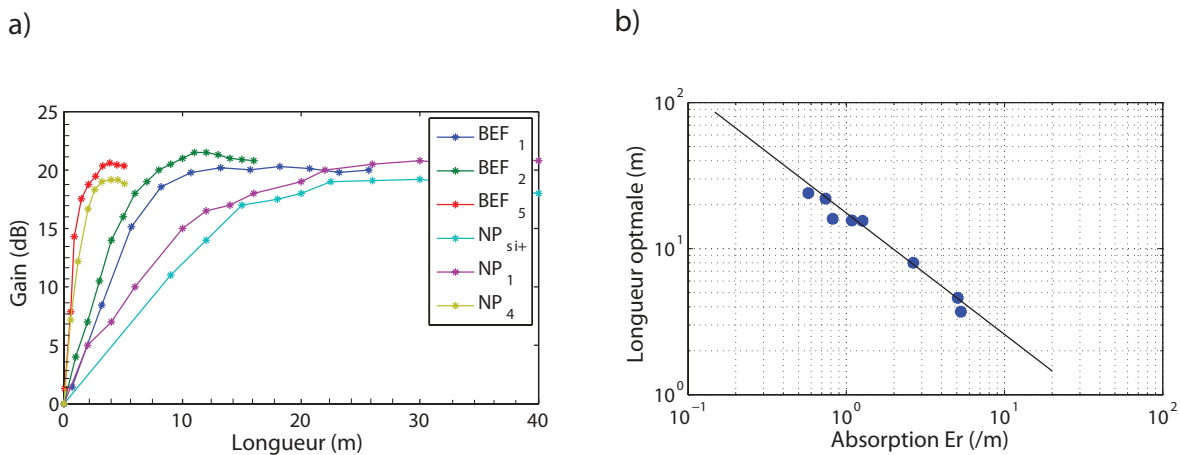 a)
25
20
15
10
5
0
Gain (dB)
0 10 20 30 40
Longueur (m)
BEF 1
BEF 2
BEF 5
NP si+
NP 1
NP 4
b)
10^2
10^1
10^0
Longueur optmale (m)
10^-1 10^0 10^1 10^2
Absorption Er (/m)